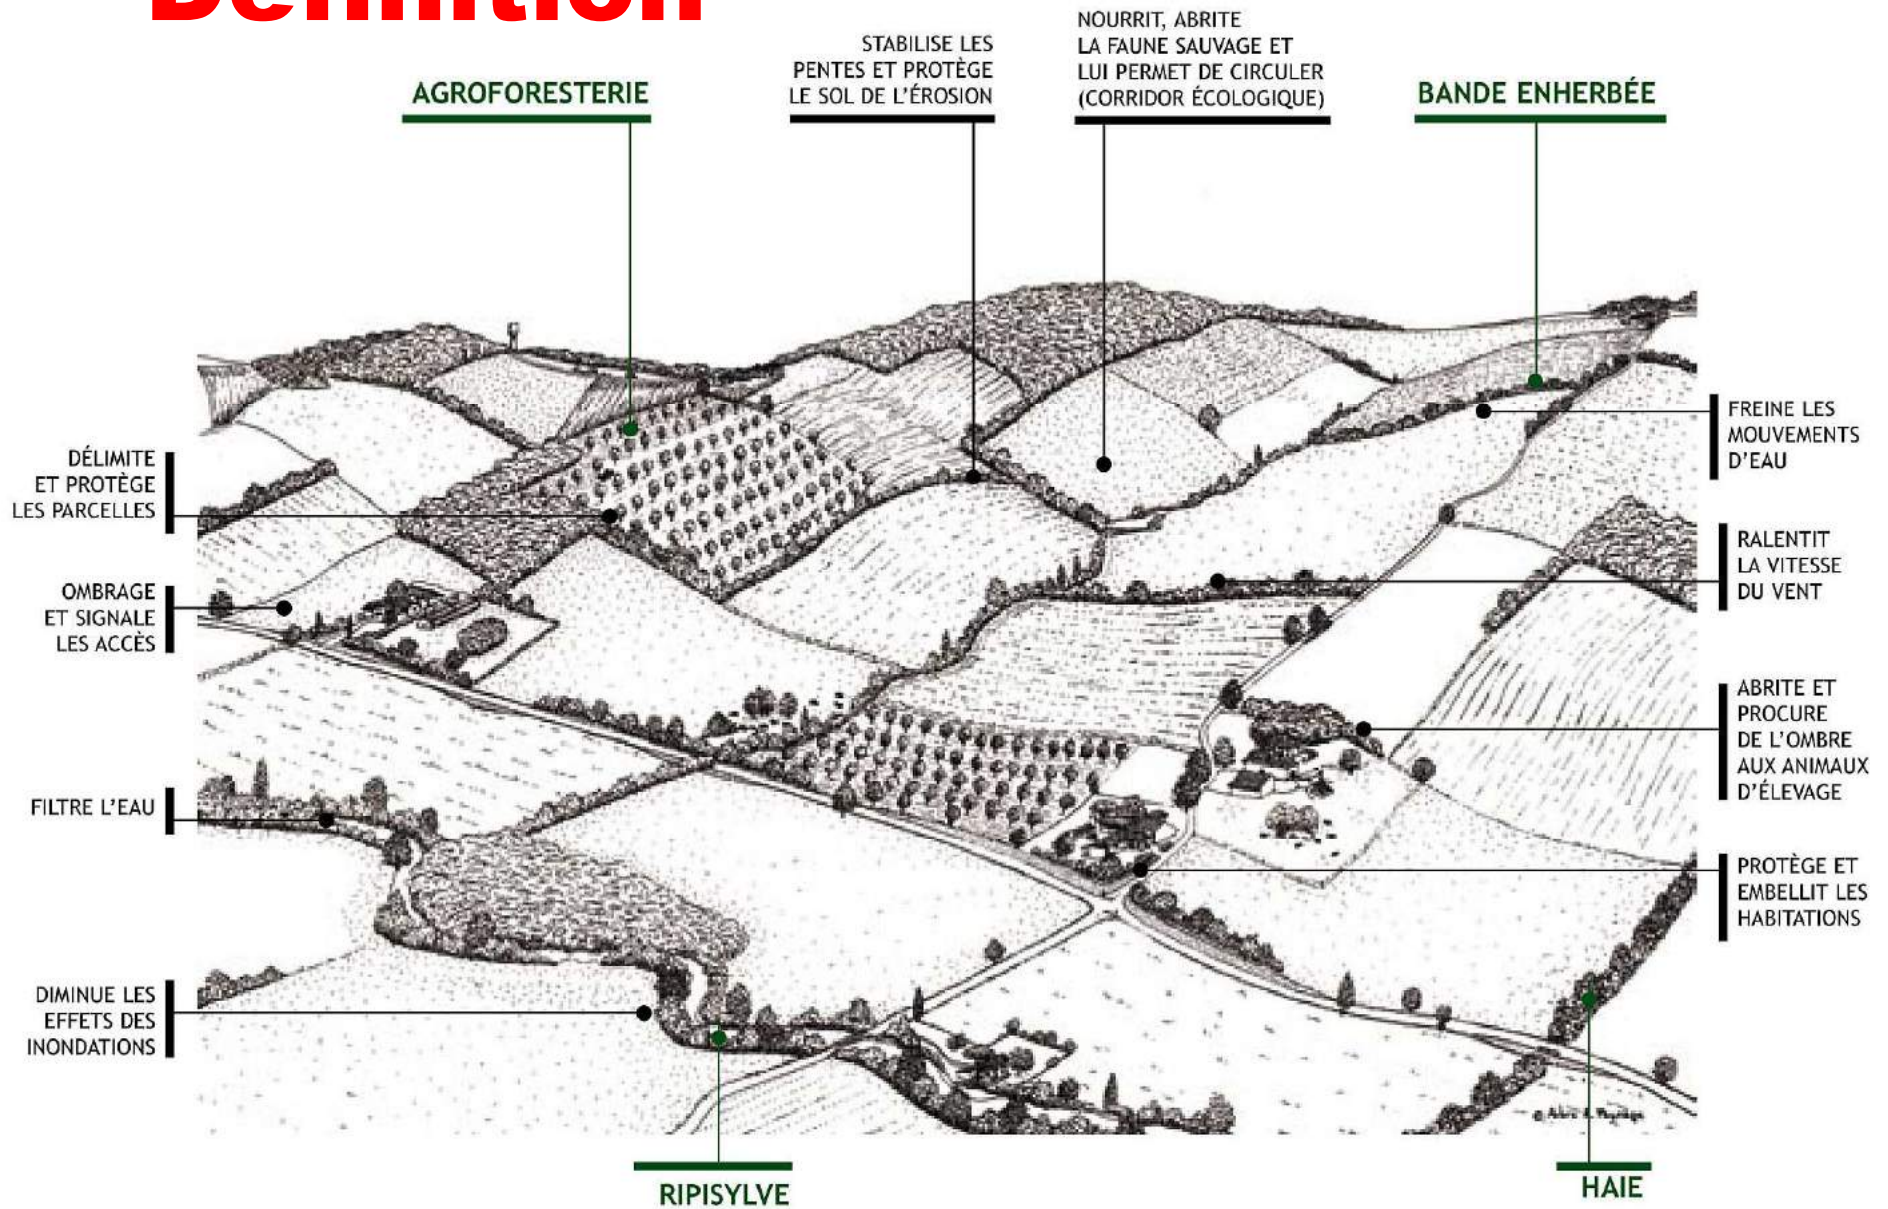 Définition
NOURRIT, ABRITE
LA FAUNE SAUVAGE ET
LUI PERMET DE CIRCULER
(CORRIDOR ÉCOLOGIQUE)
STABILISE LES
PENTES ET PROTÈGE
LE SOL DE L'ÉROSION
AGROFORESTERIE
BANDE ENHERBÉE
DÉLIMITE
ET PROTÈGE
LES PARCELLES
OMBRAGE
ET SIGNALE
LES ACCÈS
FILTRE L'EAU
DIMINUE LES
EFFETS DES
INONDATIONS
FREINE LES
MOUVEMENTS
D'EAU
RALENTIT
LA VITESSE
DU VENT
ABRITE ET
PROCURE
DE L'OMBRE
AUX ANIMAUX
D'ÉLEVAGE
PROTÈGE ET
EMBELLIT LES
HABITATIONS
RIPISYLVE
HAIE